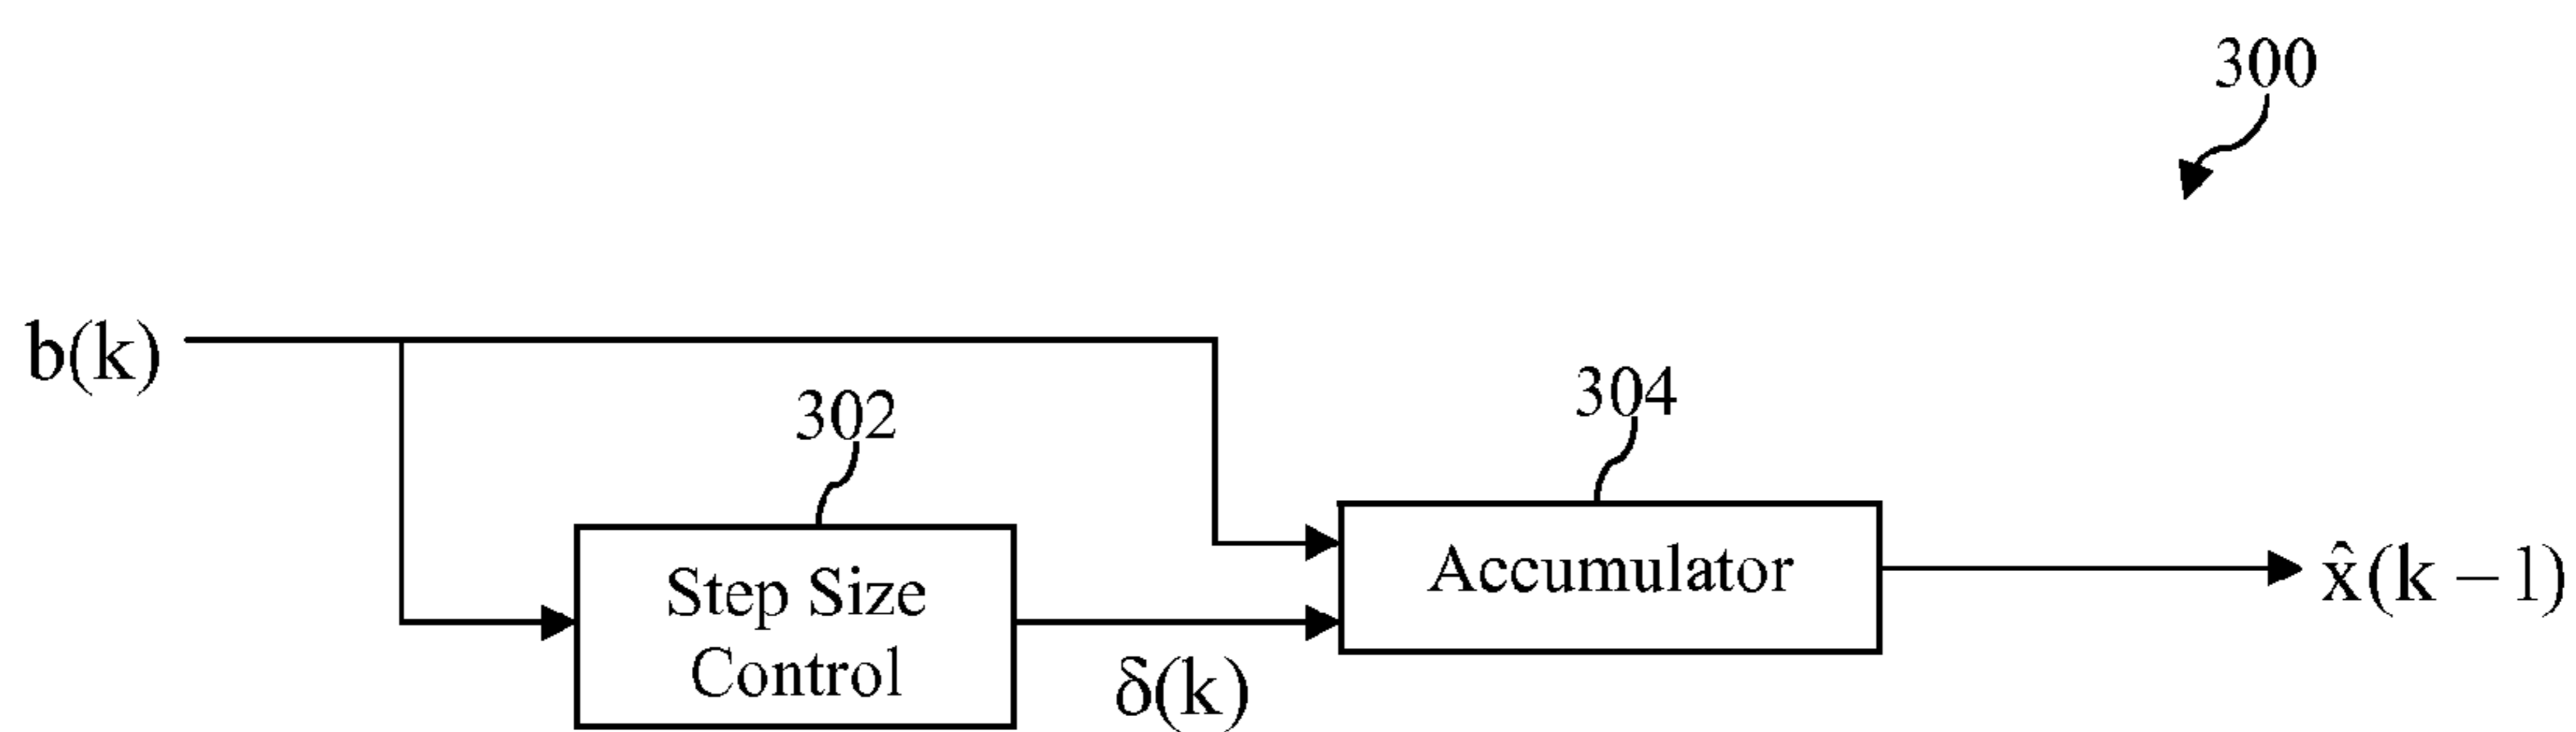 300
b(k)
302
304
Step Size
Control
δ(k)
Accumulator
x̂(k – 1)